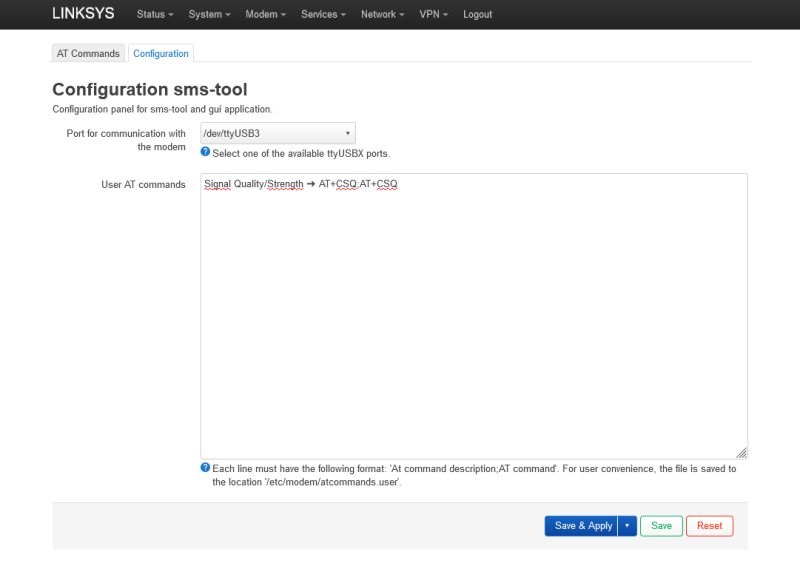 LINKSYS Status System Modem Services Network VPN Logout
AT Commands Configuration
Configuration sms-tool
Configuration panel for sms-tool and gui application.
Port for communication with
the modem
/dev/ttyUSB3
Select one of the available ttyUSBX ports.
User AT commands
Signal Quality/Strength ➜ AT+CSQ;AT+CSQ
Each line must have the following format: 'At command description;AT command'. For user convenience, the file is saved to
the location '/etc/modem/atcommands.user'.
Save & Apply Save Reset